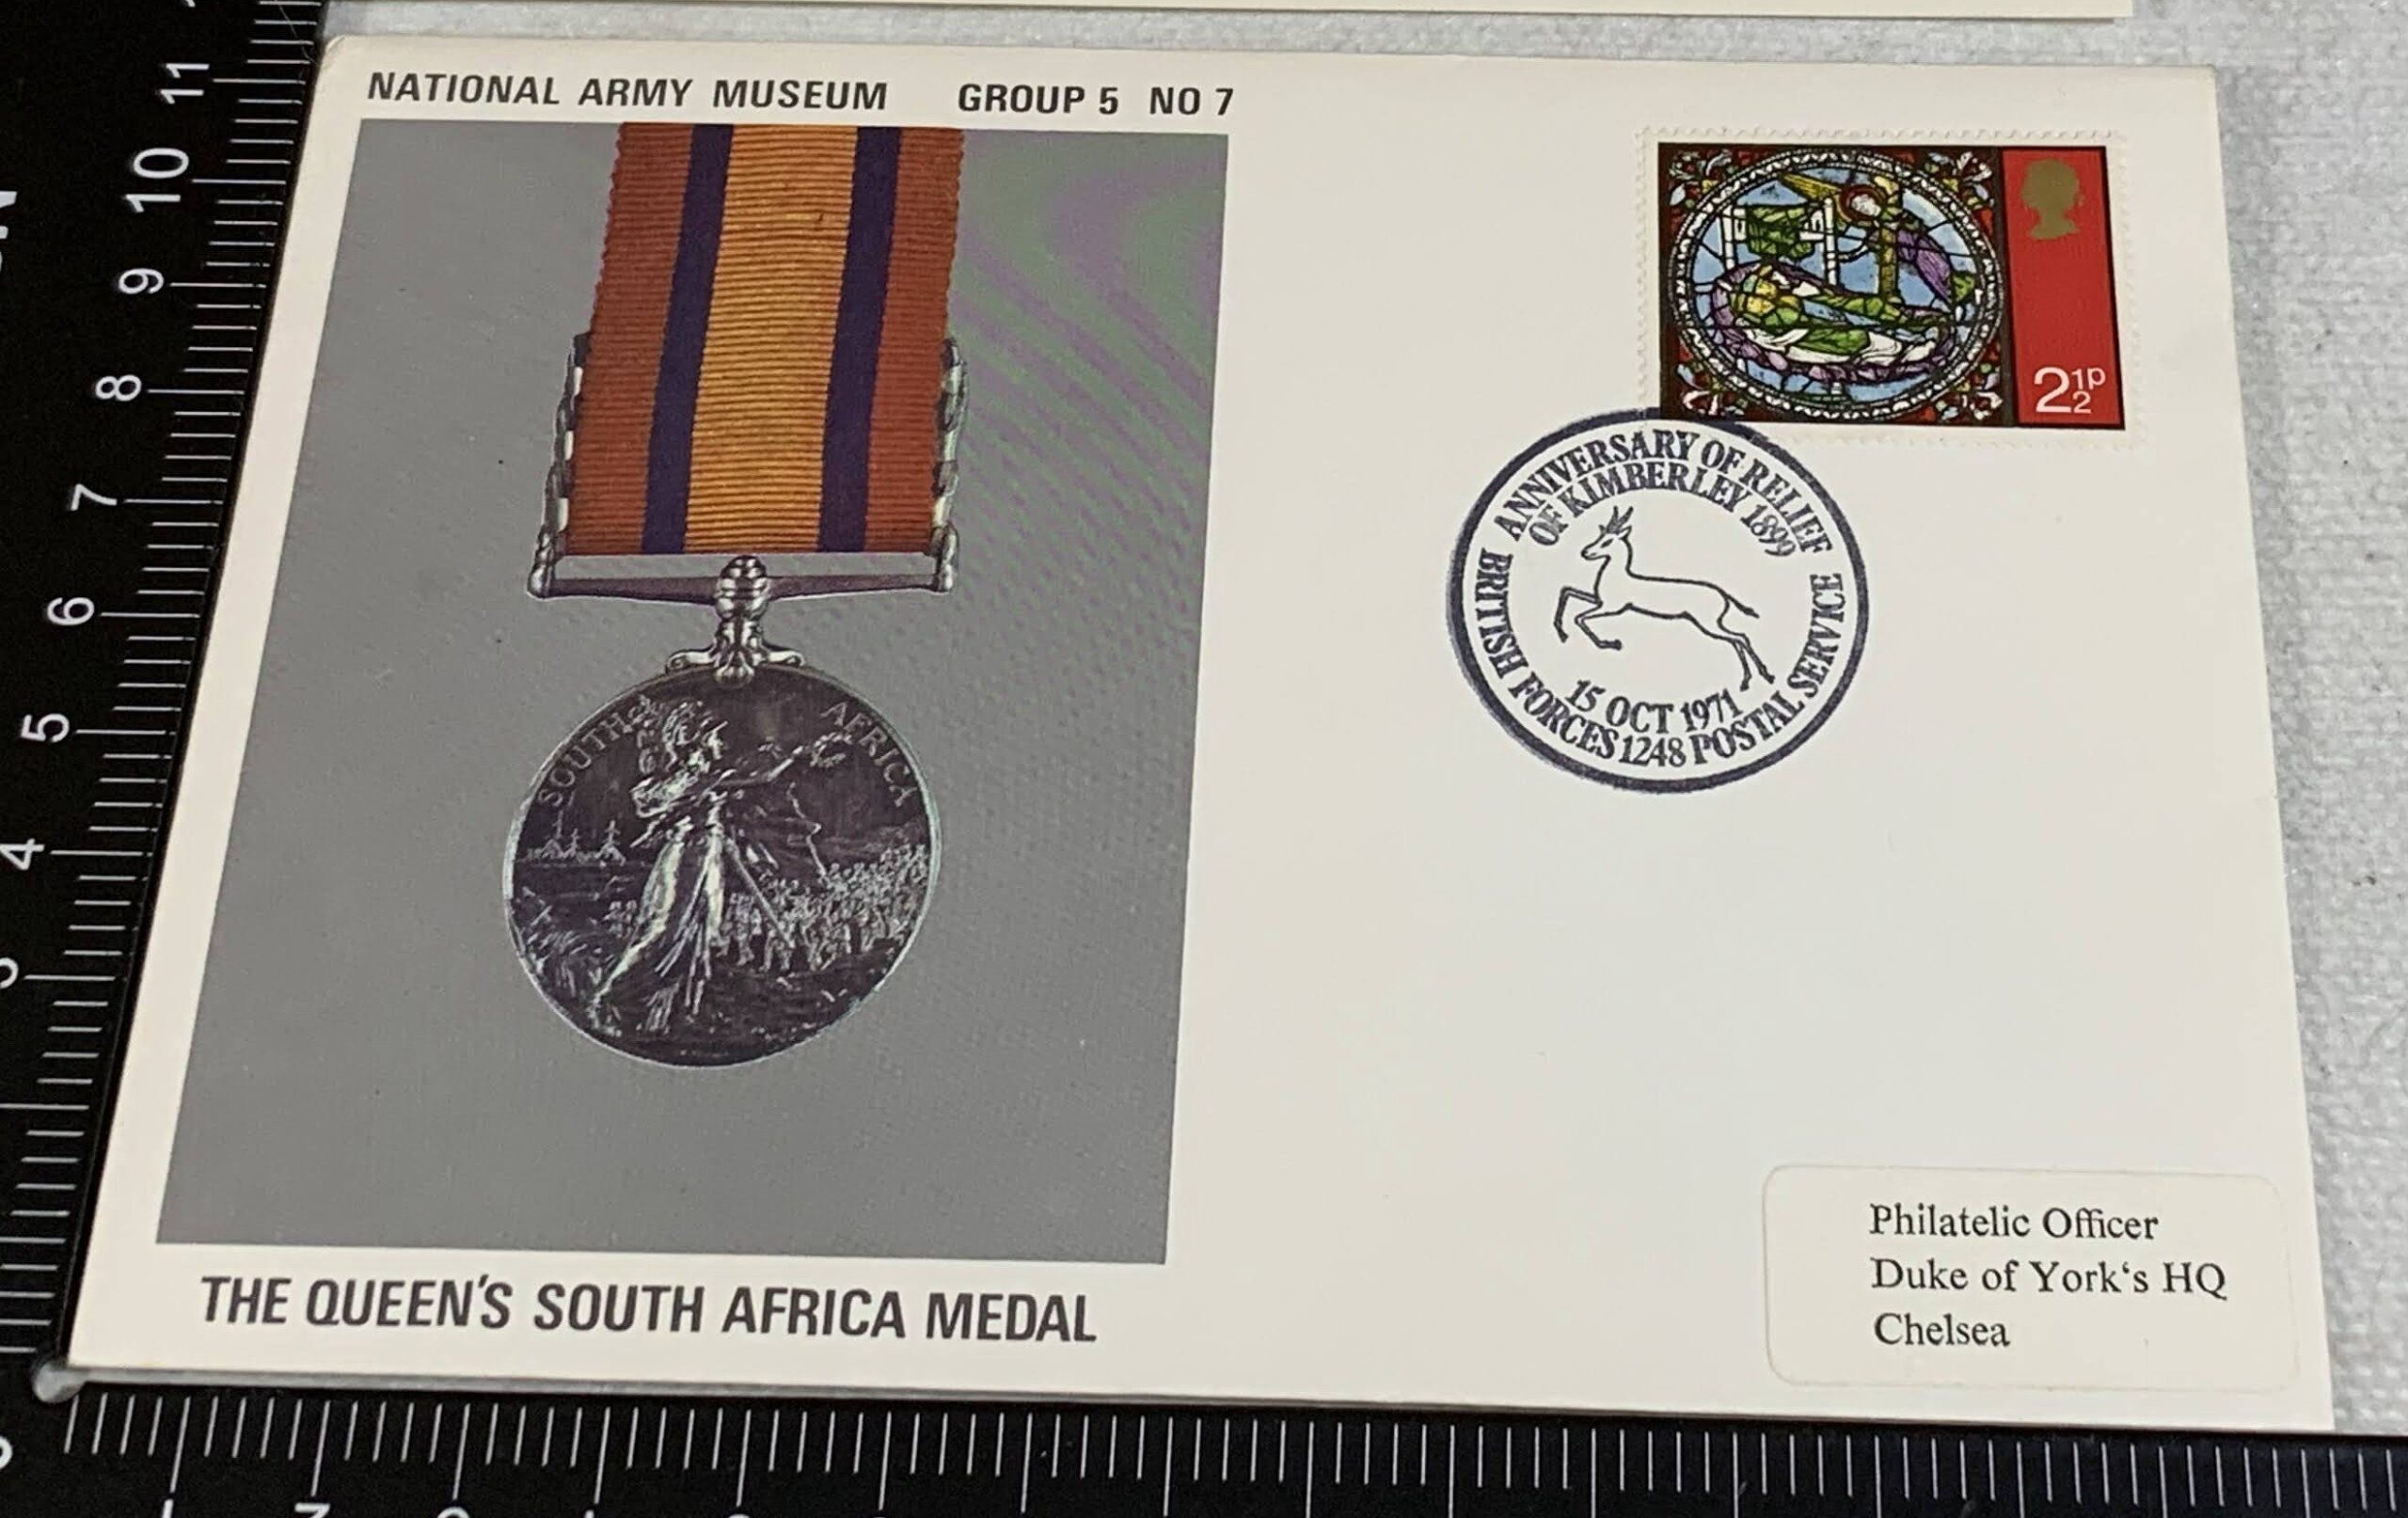 NATIONAL ARMY MUSEUM GROUP 5 NO 7
SOUTH AFRICA
THE QUEEN'S SOUTH AFRICA MEDAL
2½p
ANNIVERSARY OF RELIEF
OF KIMBERLEY 1899
15 OCT 1971
BRITISH FORCES 1248 POSTAL SERVICE
Philatelic Officer
Duke of York‘s HQ
Chelsea
11
10
9
8
7
6
5
4
3